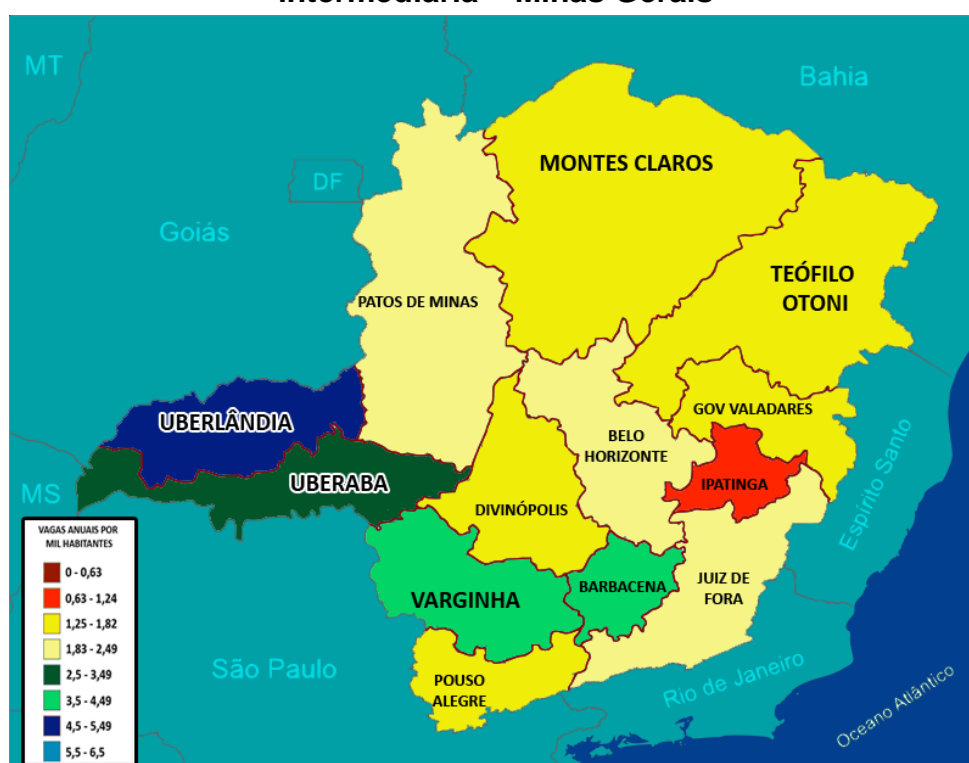 Intermediária – Minas Gerais
MT
Bahia
MONTES CLAROS
DF
Goiás
TEÓFILO
OTONI
PATOS DE MINAS
GOV VALADARES
UBERLÂNDIA
BELO
HORIZONTE
UBERABA
IPATINGA
MS
DIVINÓPOLIS
Espírito Santo
VAGAS ANUAIS POR
MIL HABITANTES
0 - 0,63
0,63 - 1,24
1,25 - 1,82
1,83 - 2,49
2,5 - 3,49
3,5 - 4,49
4,5 - 5,49
5,5 - 6,5
VARGINHA
BARBACENA
JUIZ DE
FORA
São Paulo
POUSO
ALEGRE
Rio de Janeiro
Oceano Atlântico